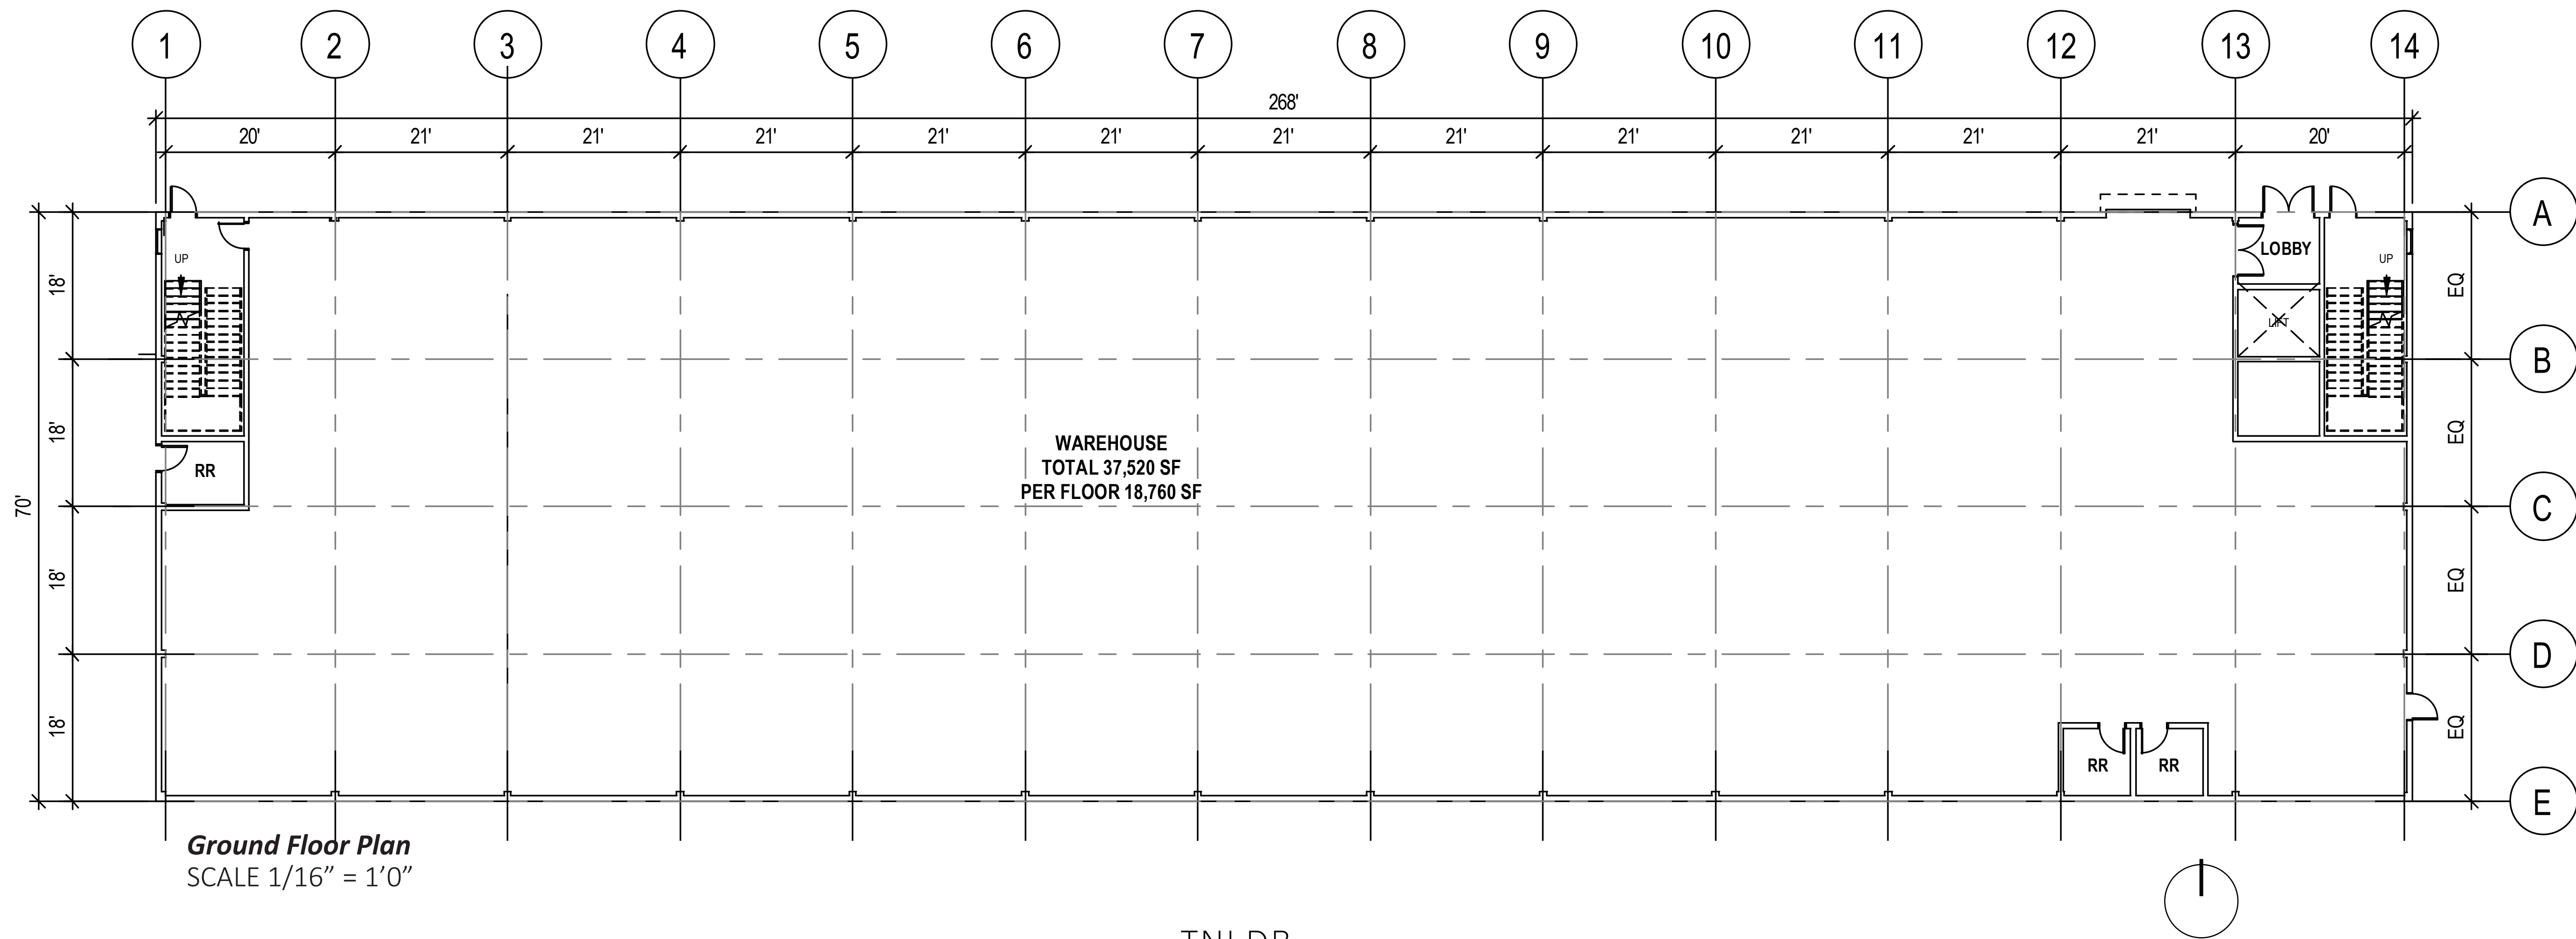 1 2 3 4 5 6 7 8 9 10 11 12 13 14
268'
20' 21' 21' 21' 21' 21' 21' 21' 21' 21' 21' 21' 20'
A
UP
LOBBY
UP
18'
EQ
LIFT
B
18'
EQ
WAREHOUSE
TOTAL 37,520 SF
PER FLOOR 18,760 SF
RR
70'
C
18'
EQ
D
18'
EQ
RR RR
E
Ground Floor Plan
SCALE 1/16” = 1’0”